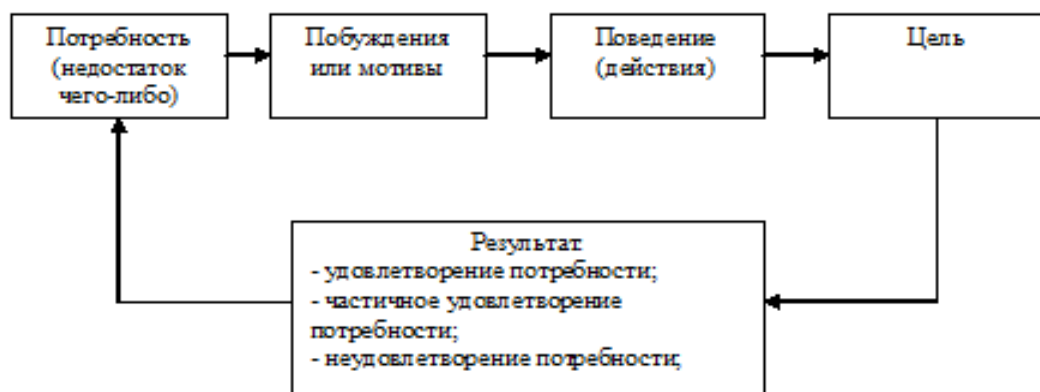 Потребность
(недостаток
чего-либо)
Побуждения
или мотивы
Поведение
(действия)
Цель
Результат:
- удовлетворение потребности;
- частичное удовлетворение
потребности;
- неудовлетворение потребности;